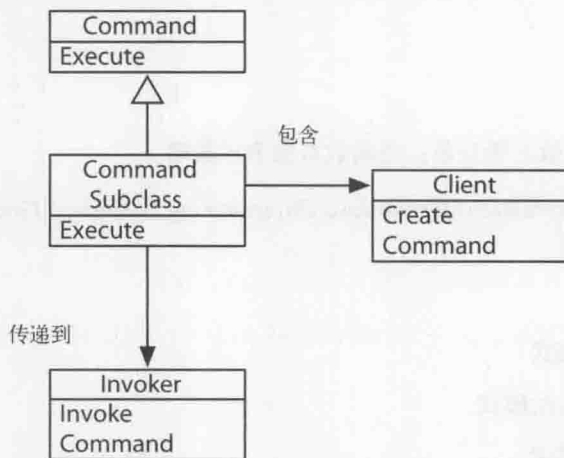 Command
Execute
包含
Command
Subclass
Execute
Client
Create
Command
传递到
Invoker
Invoke
Command